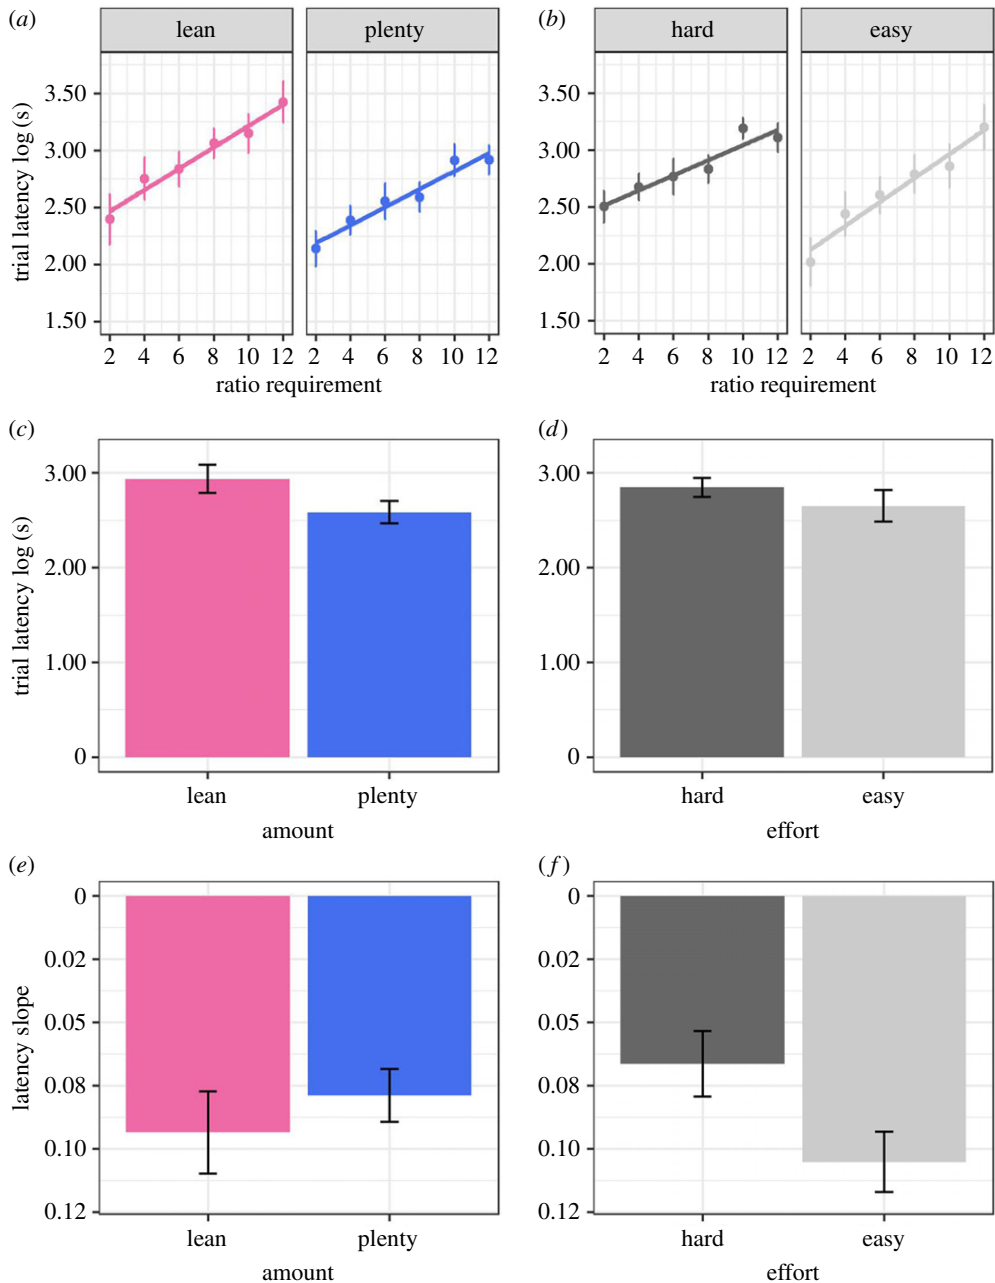 (a) (b)
lean plenty hard easy
3.50 3.50
3.00 3.00
2.50 2.50
2.00 2.00
1.50 1.50
trial latency log (s)
2 4 6 8 10 12 2 4 6 8 10 12 2 4 6 8 10 12 2 4 6 8 10 12
ratio requirement ratio requirement
(c) (d)
3.00 3.00
2.00 2.00
1.00 1.00
0 0
trial latency log (s)
lean plenty hard easy
amount effort
(e) (f)
0 0
0.02 0.02
0.05 0.05
0.08 0.08
0.10 0.10
0.12 0.12
latency slope
lean plenty hard easy
amount effort